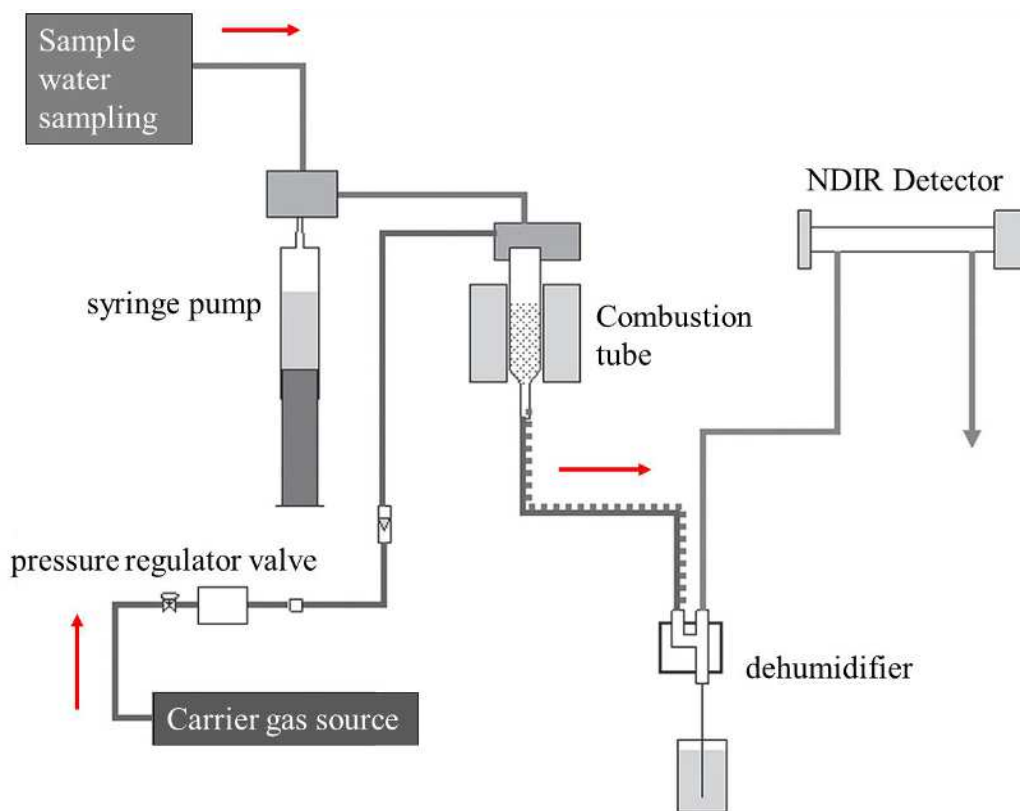 Sample
water
sampling
NDIR Detector
syringe pump
Combustion
tube
pressure regulator valve
dehumidifier
Carrier gas source